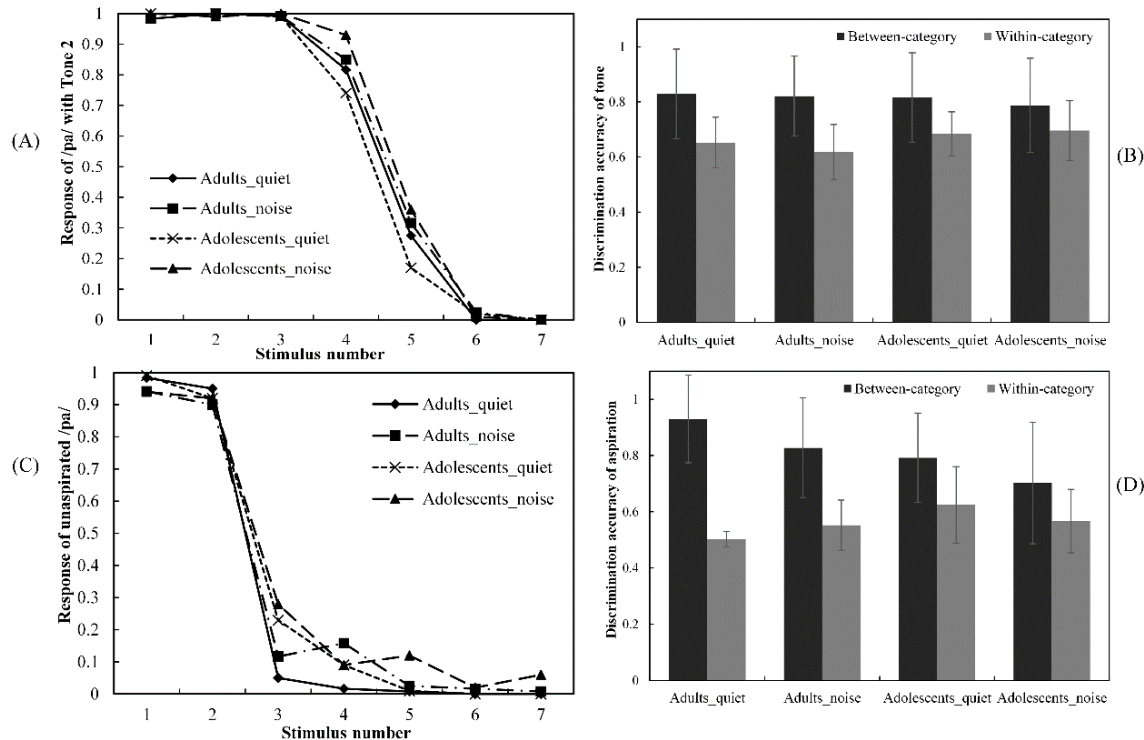 (A)
Response of /pa/ with Tone 2
1
0.9
0.8
0.7
0.6
0.5
0.4
0.3
0.2
0.1
0
Adults_quiet
Adults_noise
Adolescents_quiet
Adolescents_noise
1 2 3 4 5 6 7
Stimulus number
(B)
Discrimination accuracy of tone
Between-category Within-category
1
0.8
0.6
0.4
0.2
0
Adults_quiet Adults_noise Adolescents_quiet Adolescents_noise
(C)
Response of unaspirated /pa/
1
0.9
0.8
0.7
0.6
0.5
0.4
0.3
0.2
0.1
0
Adults_quiet
Adults_noise
Adolescents_quiet
Adolescents_noise
1 2 3 4 5 6 7
Stimulus number
(D)
Discrimination accuracy of aspiration
Between-category Within-category
1
0.8
0.6
0.4
0.2
0
Adults_quiet Adults_noise Adolescents_quiet Adolescents_noise